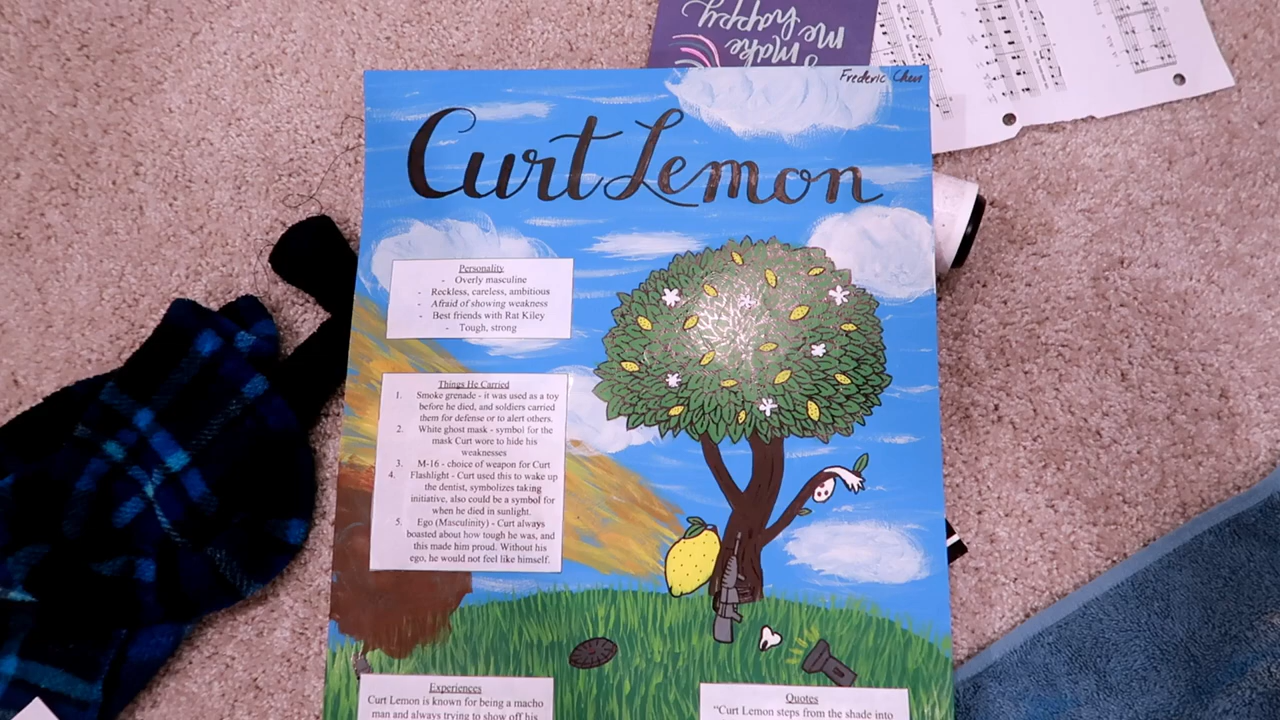 I make
me happy
Frederic Chen
Curt Lemon
Personality
- Overly masculine
- Reckless, careless, ambitious
- Afraid of showing weakness
- Best friends with Rat Kiley
- Tough, strong
Things He Carried
1. Smoke grenade - it was used as a toy
before he died, and soldiers carried
them for defense or to alert others.
2. White ghost mask - symbol for the
mask Curt wore to hide his
weaknesses
3. M-16 - choice of weapon for Curt
4. Flashlight - Curt used this to wake up
the dentist, symbolizes taking
initiative, also could be a symbol for
when he died in sunlight.
5. Ego (Masculinity) - Curt always
boasted about how tough he was, and
this made him proud. Without his
ego, he would not feel like himself.
Experiences
Curt Lemon is known for being a macho
man and always trying to show off his
Quotes
"Curt Lemon steps from the shade into